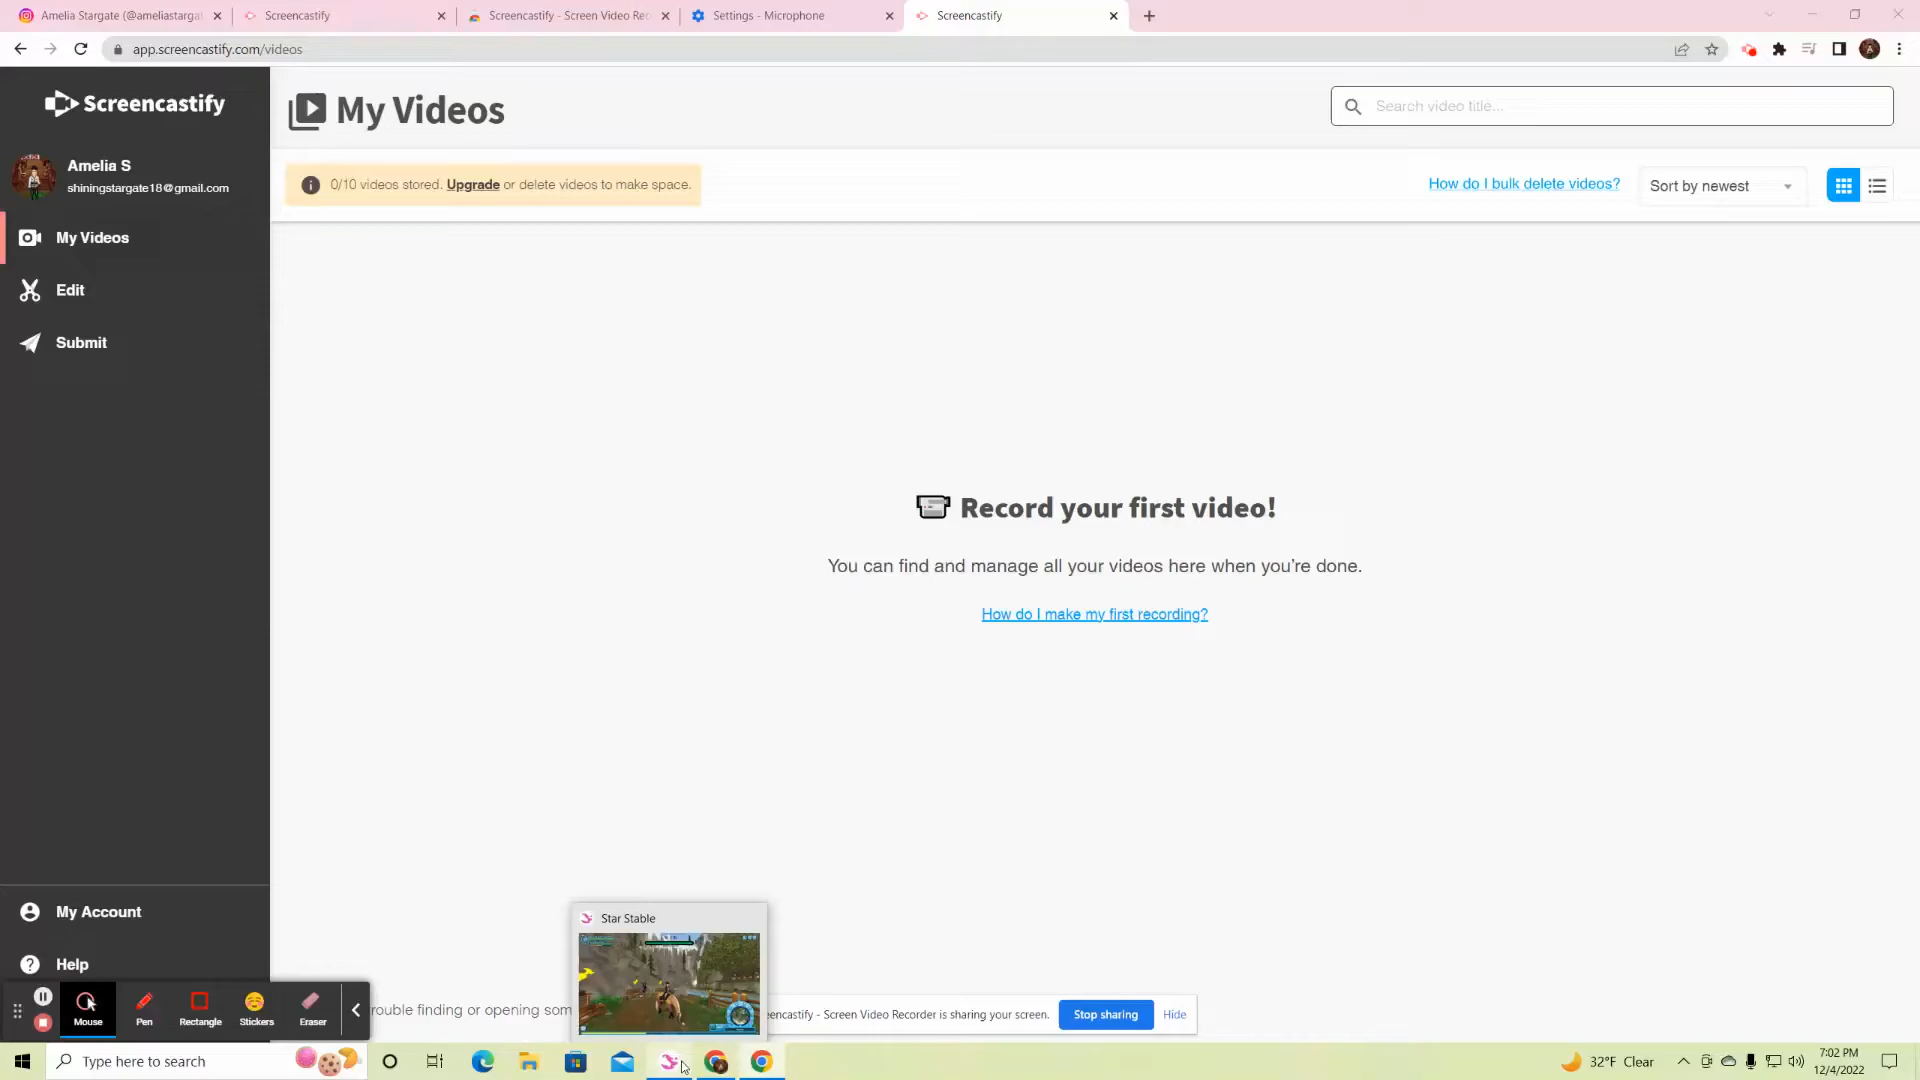 Amelia Stargate (@ameliastargat
Screencastify
Screencastify - Screen Video Rec
Settings - Microphone
Screencastify
app.screencastify.com/videos
Screencastify
My Videos
Search video title...
Amelia S
shiningstargate18@gmail.com
0/10 videos stored. Upgrade or delete videos to make space.
How do I bulk delete videos?
Sort by newest
My Videos
Edit
Submit
Record your first video!
You can find and manage all your videos here when you're done.
How do I make my first recording?
My Account
Help
Star Stable
Mouse
Pen
Rectangle
Stickers
Eraser
rouble finding or opening som
eencastify - Screen Video Recorder is sharing your screen.
Stop sharing
Hide
Type here to search
32°F Clear
7:02 PM
12/4/2022